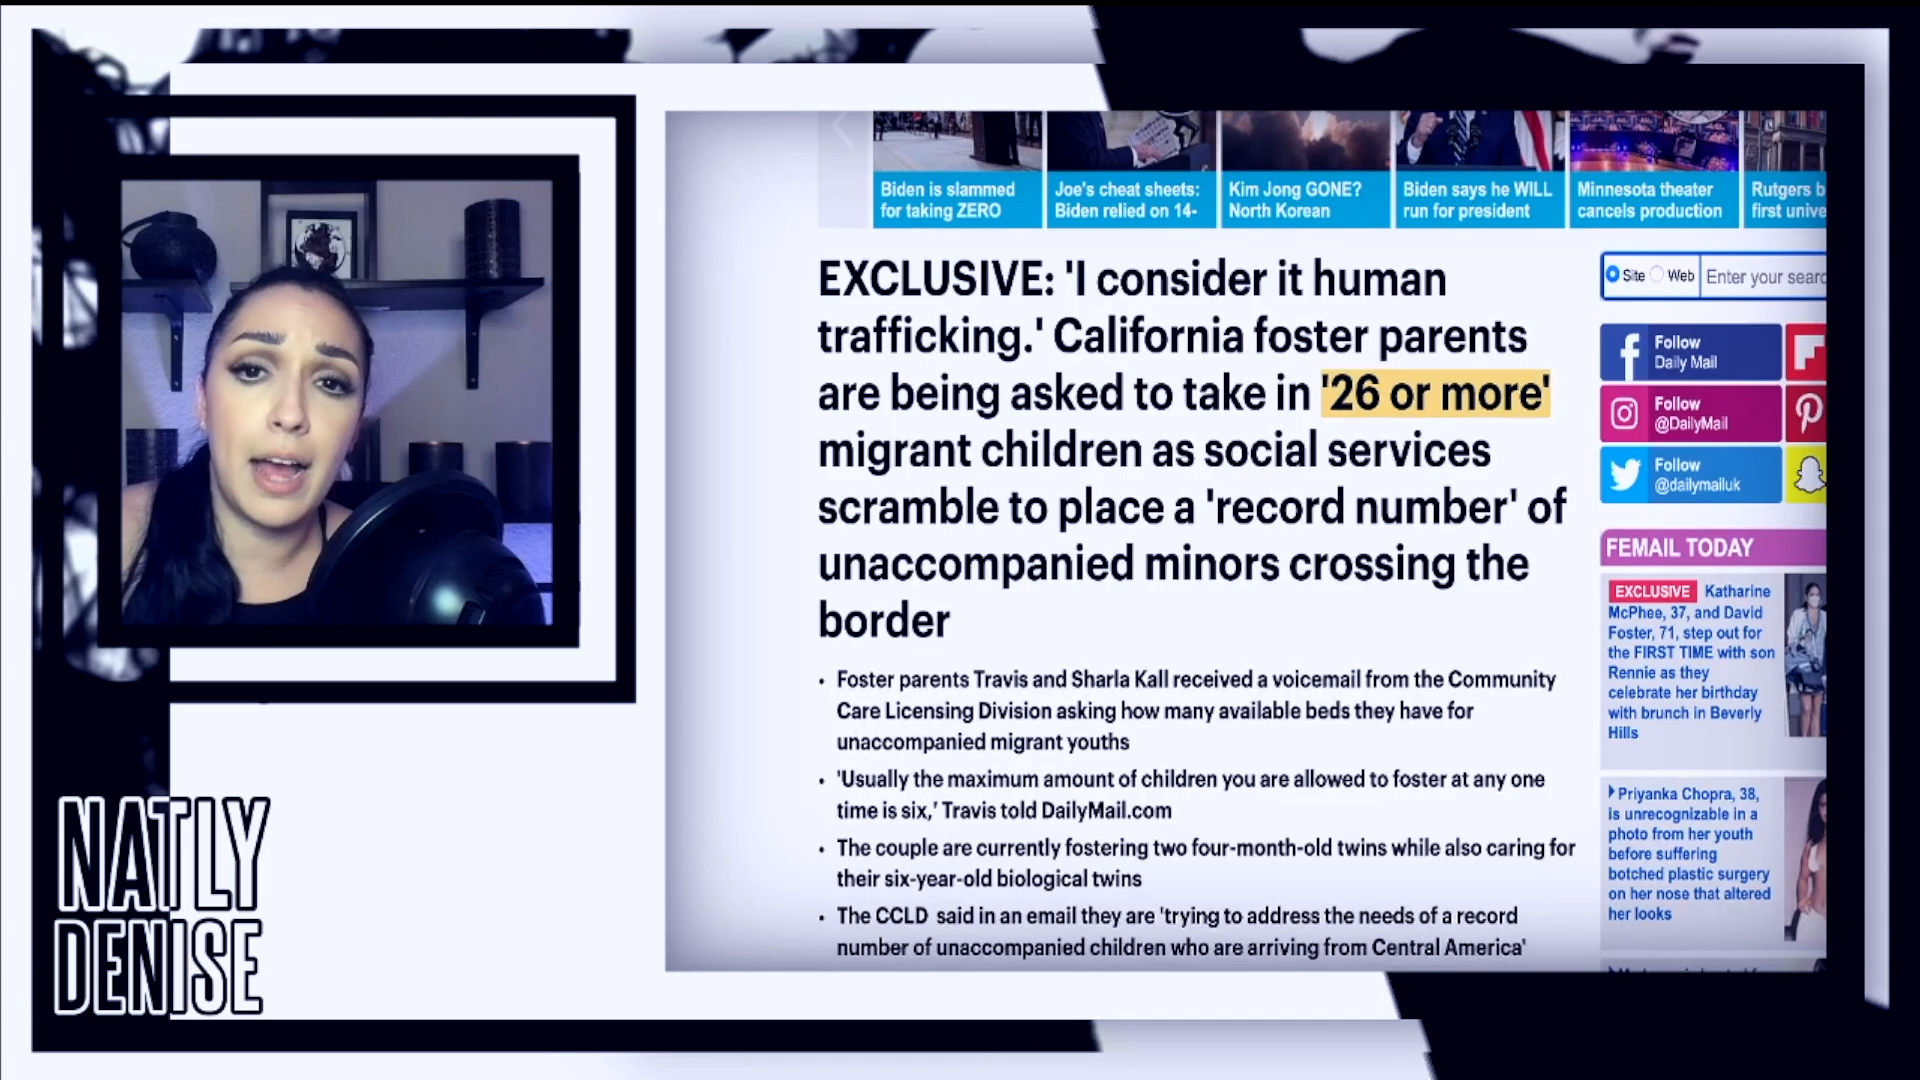 Biden is slammed
for taking ZERO
Joe's cheat sheets:
Biden relied on 14-
Kim Jong GONE?
North Korean
Biden says he WILL
run for president
Minnesota theater
cancels production
Rutgers b
first unive
EXCLUSIVE: 'I consider it human
trafficking.' California foster parents
are being asked to take in '26 or more'
migrant children as social services
scramble to place a 'record number' of
unaccompanied minors crossing the
border
• Foster parents Travis and Sharla Kall received a voicemail from the Community
Care Licensing Division asking how many available beds they have for
unaccompanied migrant youths
• 'Usually the maximum amount of children you are allowed to foster at any one
time is six,' Travis told DailyMail.com
• The couple are currently fostering two four-month-old twins while also caring for
their six-year-old biological twins
• The CCLD said in an email they are 'trying to address the needs of a record
number of unaccompanied children who are arriving from Central America'
Site Web Enter your searc
Follow
Daily Mail
Follow
@DailyMail
Follow
@dailymailuk
FEMAIL TODAY
EXCLUSIVE Katharine
McPhee, 37, and David
Foster, 71, step out for
the FIRST TIME with son
Rennie as they
celebrate her birthday
with brunch in Beverly
Hills
Priyanka Chopra, 38,
is unrecognizable in a
photo from her youth
before suffering
botched plastic surgery
on her nose that altered
her looks
NATLY
DENISE